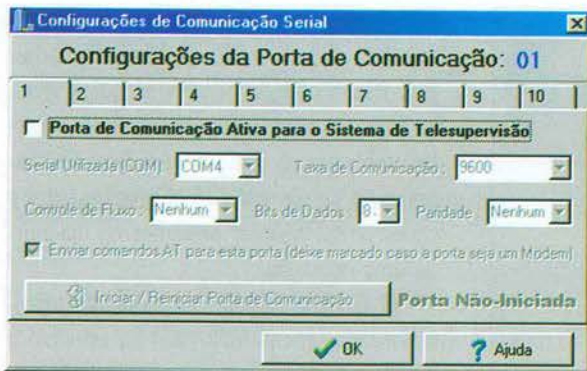 Configurações de Comunicação Serial
Configurações da Porta de Comunicação: 01
1 2 3 4 5 6 7 8 9 10
Porta de Comunicação Ativa para o Sistema de Telesupervisão
Serial Utilizada (COM) COM4 Taxa de Comunicação : 9600
Controle de Fluxo : Nenhum Bits de Dados : 8 Paridade : Nenhum
Enviar comandos AT para esta porta (deixe marcado caso a porta seja um Modem)
Iniciar / Reiniciar Porta de Comunicação Porta Não-Iniciada
OK ? Ajuda